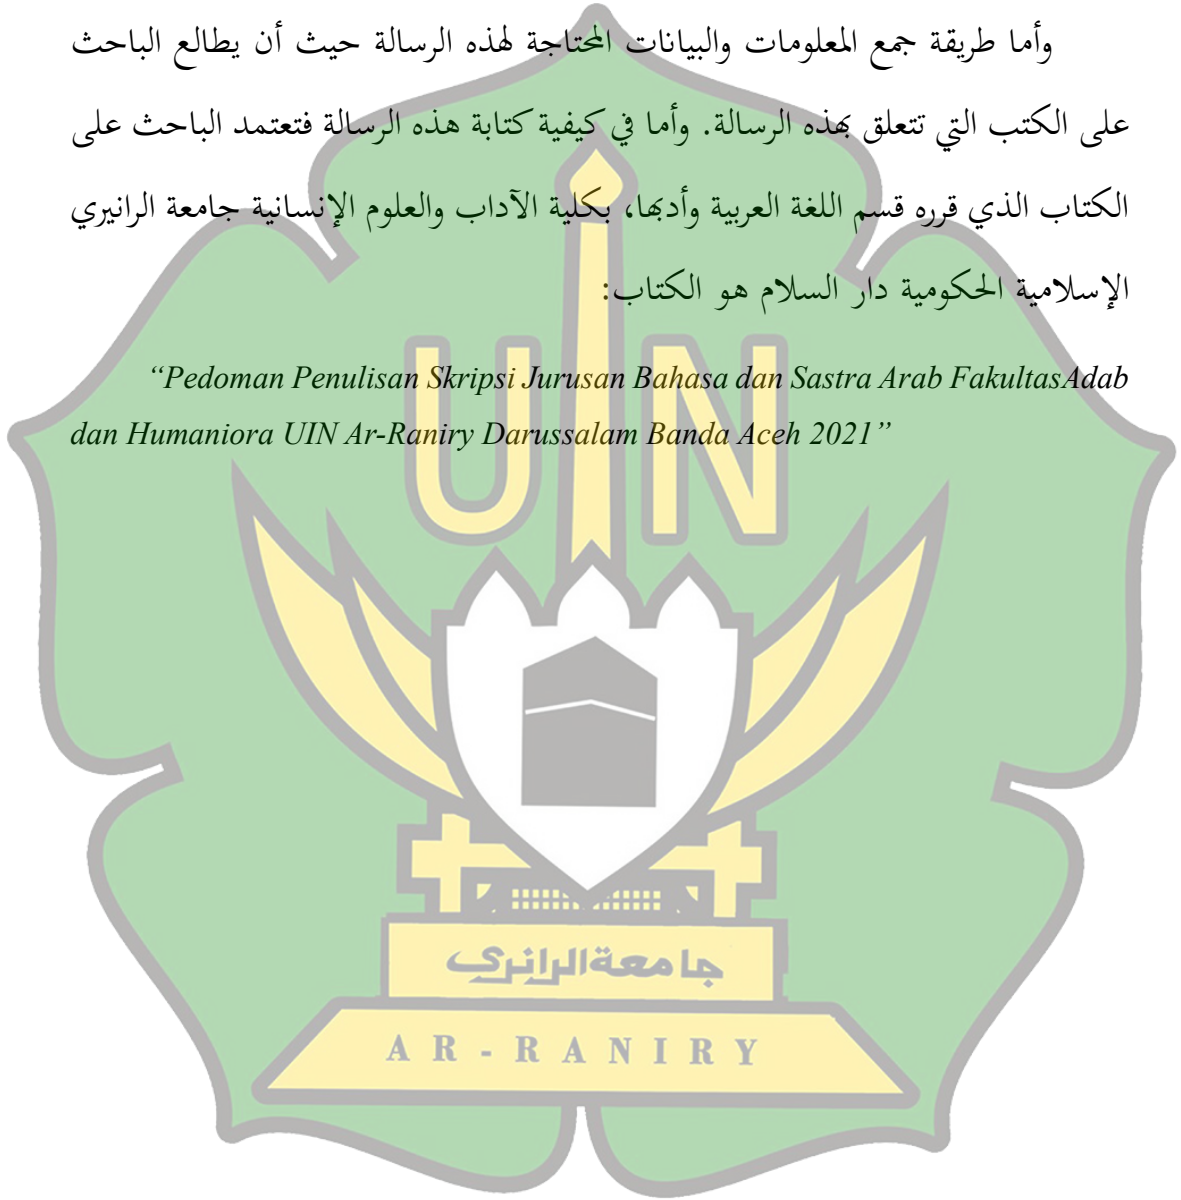 وأما طريقة جمع المعلومات والبيانات المحتاجة لهذه الرسالة حيث أن يطالع الباحث
على الكتب التي تتعلق بهذه الرسالة. وأما في كيفية كتابة هذه الرسالة فتعتمد الباحث على
الكتاب الذي قرره قسم اللغة العربية وأدبها، بكلية الآداب والعلوم الإنسانية جامعة الرانيري
الإسلامية الحكومية دار السلام هو الكتاب:
“Pedoman Penulisan Skripsi Jurusan Bahasa dan Sastra Arab FakultasAdab
dan Humaniora UIN Ar-Raniry Darussalam Banda Aceh 2021”
UIN
جامعة الرانري
AR-RANIRY